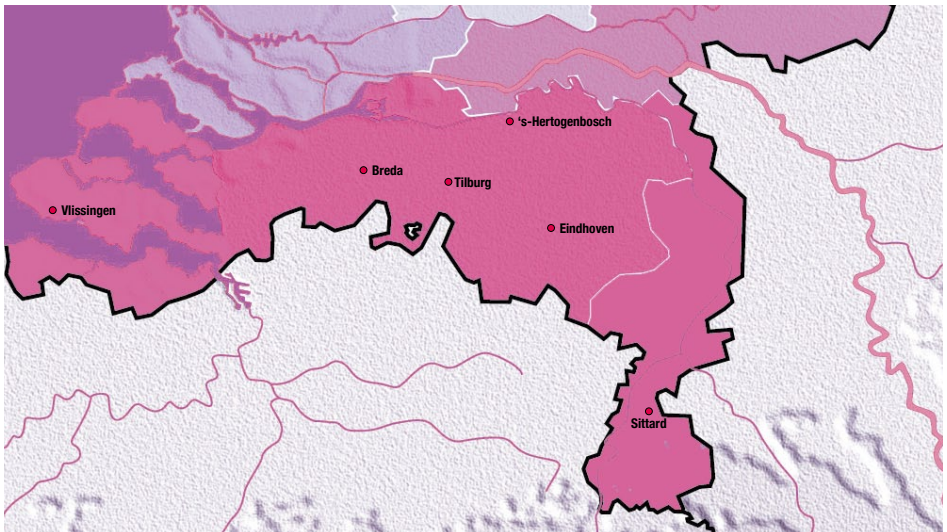 ‘s-Hertogenbosch
Breda
Tilburg
Vlissingen
Eindhoven
Sittard